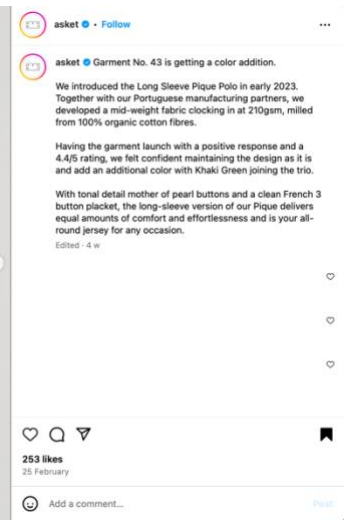 asket • Follow
asket Garment No. 43 is getting a color addition.
We introduced the Long Sleeve Pique Polo in early 2023.
Together with our Portuguese manufacturing partners, we
developed a mid-weight fabric clocking in at 210gsm, milled
from 100% organic cotton fibres.
Having the garment launch with a positive response and a
4.4/5 rating, we felt confident maintaining the design as it is
and add an additional color with Khaki Green joining the trio.
With tonal detail mother of pearl buttons and a clean French 3
button placket, the long-sleeve version of our Pique delivers
equal amounts of comfort and effortlessness and is your all-
round jersey for any occasion.
Edited · 4 w
253 likes
25 February
Add a comment...
Post